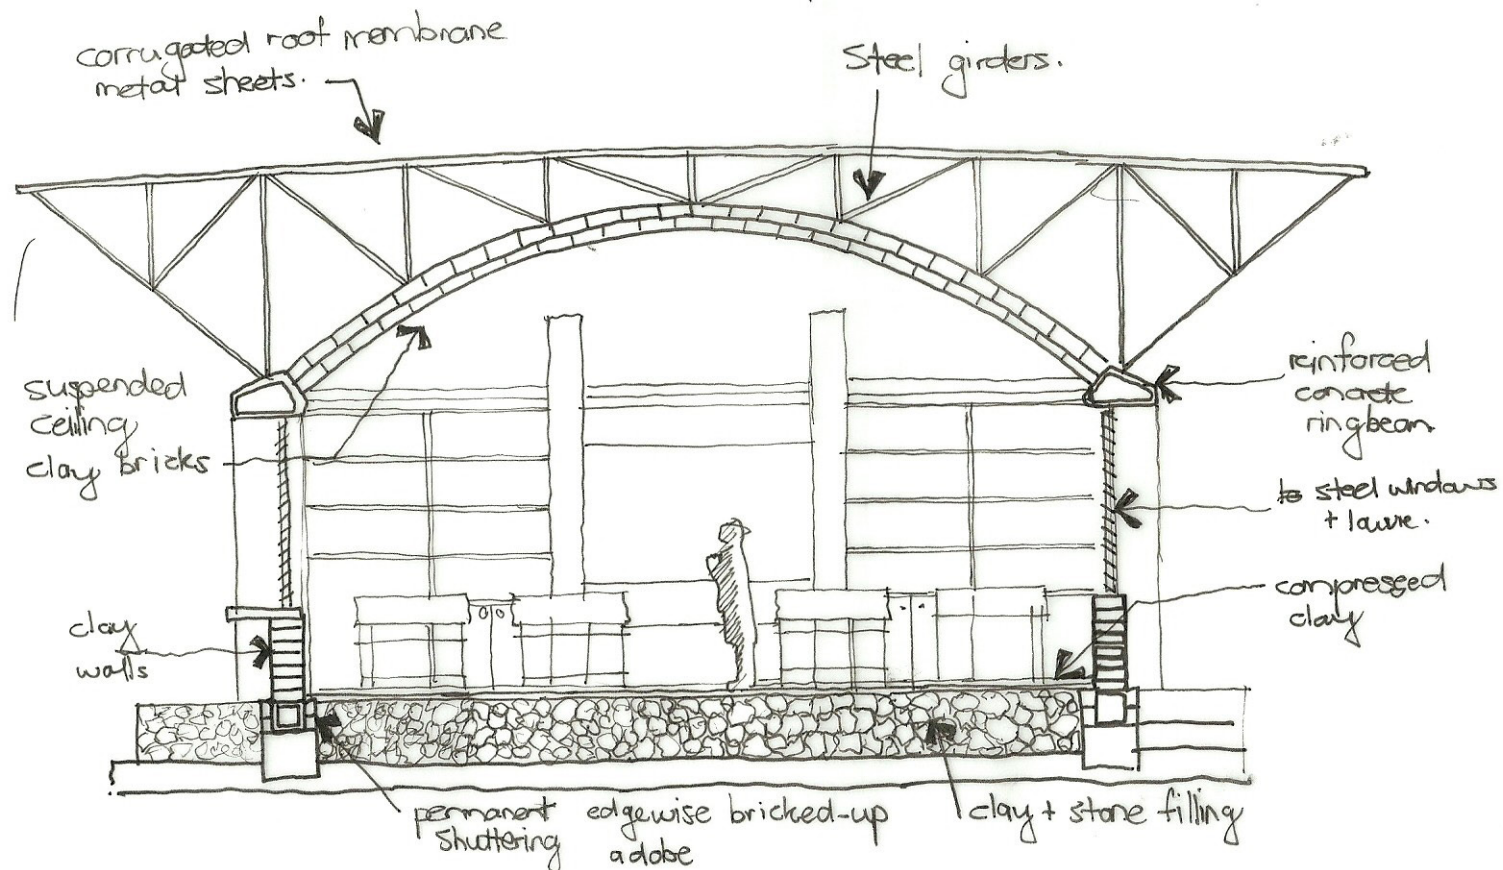 corrugated roof membrane
metal sheets.
Steel girders.
suspended
ceiling
clay bricks
reinforced
concrete
ringbeam
to steel windows
+ louvre.
compressed
clay
clay
walls
permanent edgewise bricked-up
shuttering adobe
clay + stone filling